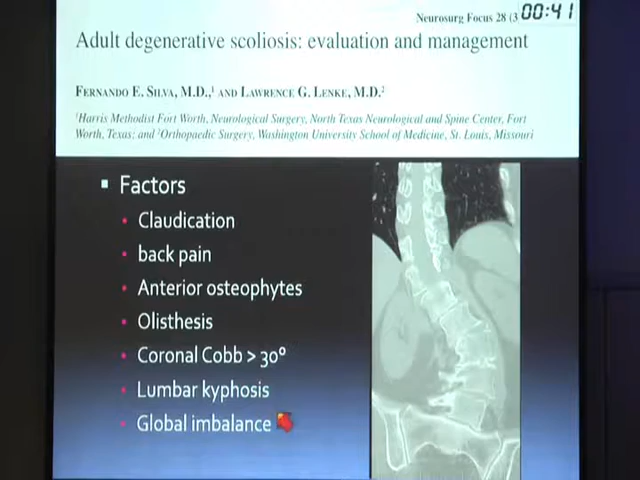 Neurosurg Focus 28 (3
00:41
Adult degenerative scoliosis: evaluation and management
Fernando E. Silva, M.D.,1 and Lawrence G. Lenke, M.D.2
1Harris Methodist Fort Worth, Neurological Surgery, North Texas Neurological and Spine Center, Fort
Worth, Texas; and 2Orthopaedic Surgery, Washington University School of Medicine, St. Louis, Missouri
Factors
Claudication
back pain
Anterior osteophytes
Olisthesis
Coronal Cobb > 30º
Lumbar kyphosis
Global imbalance